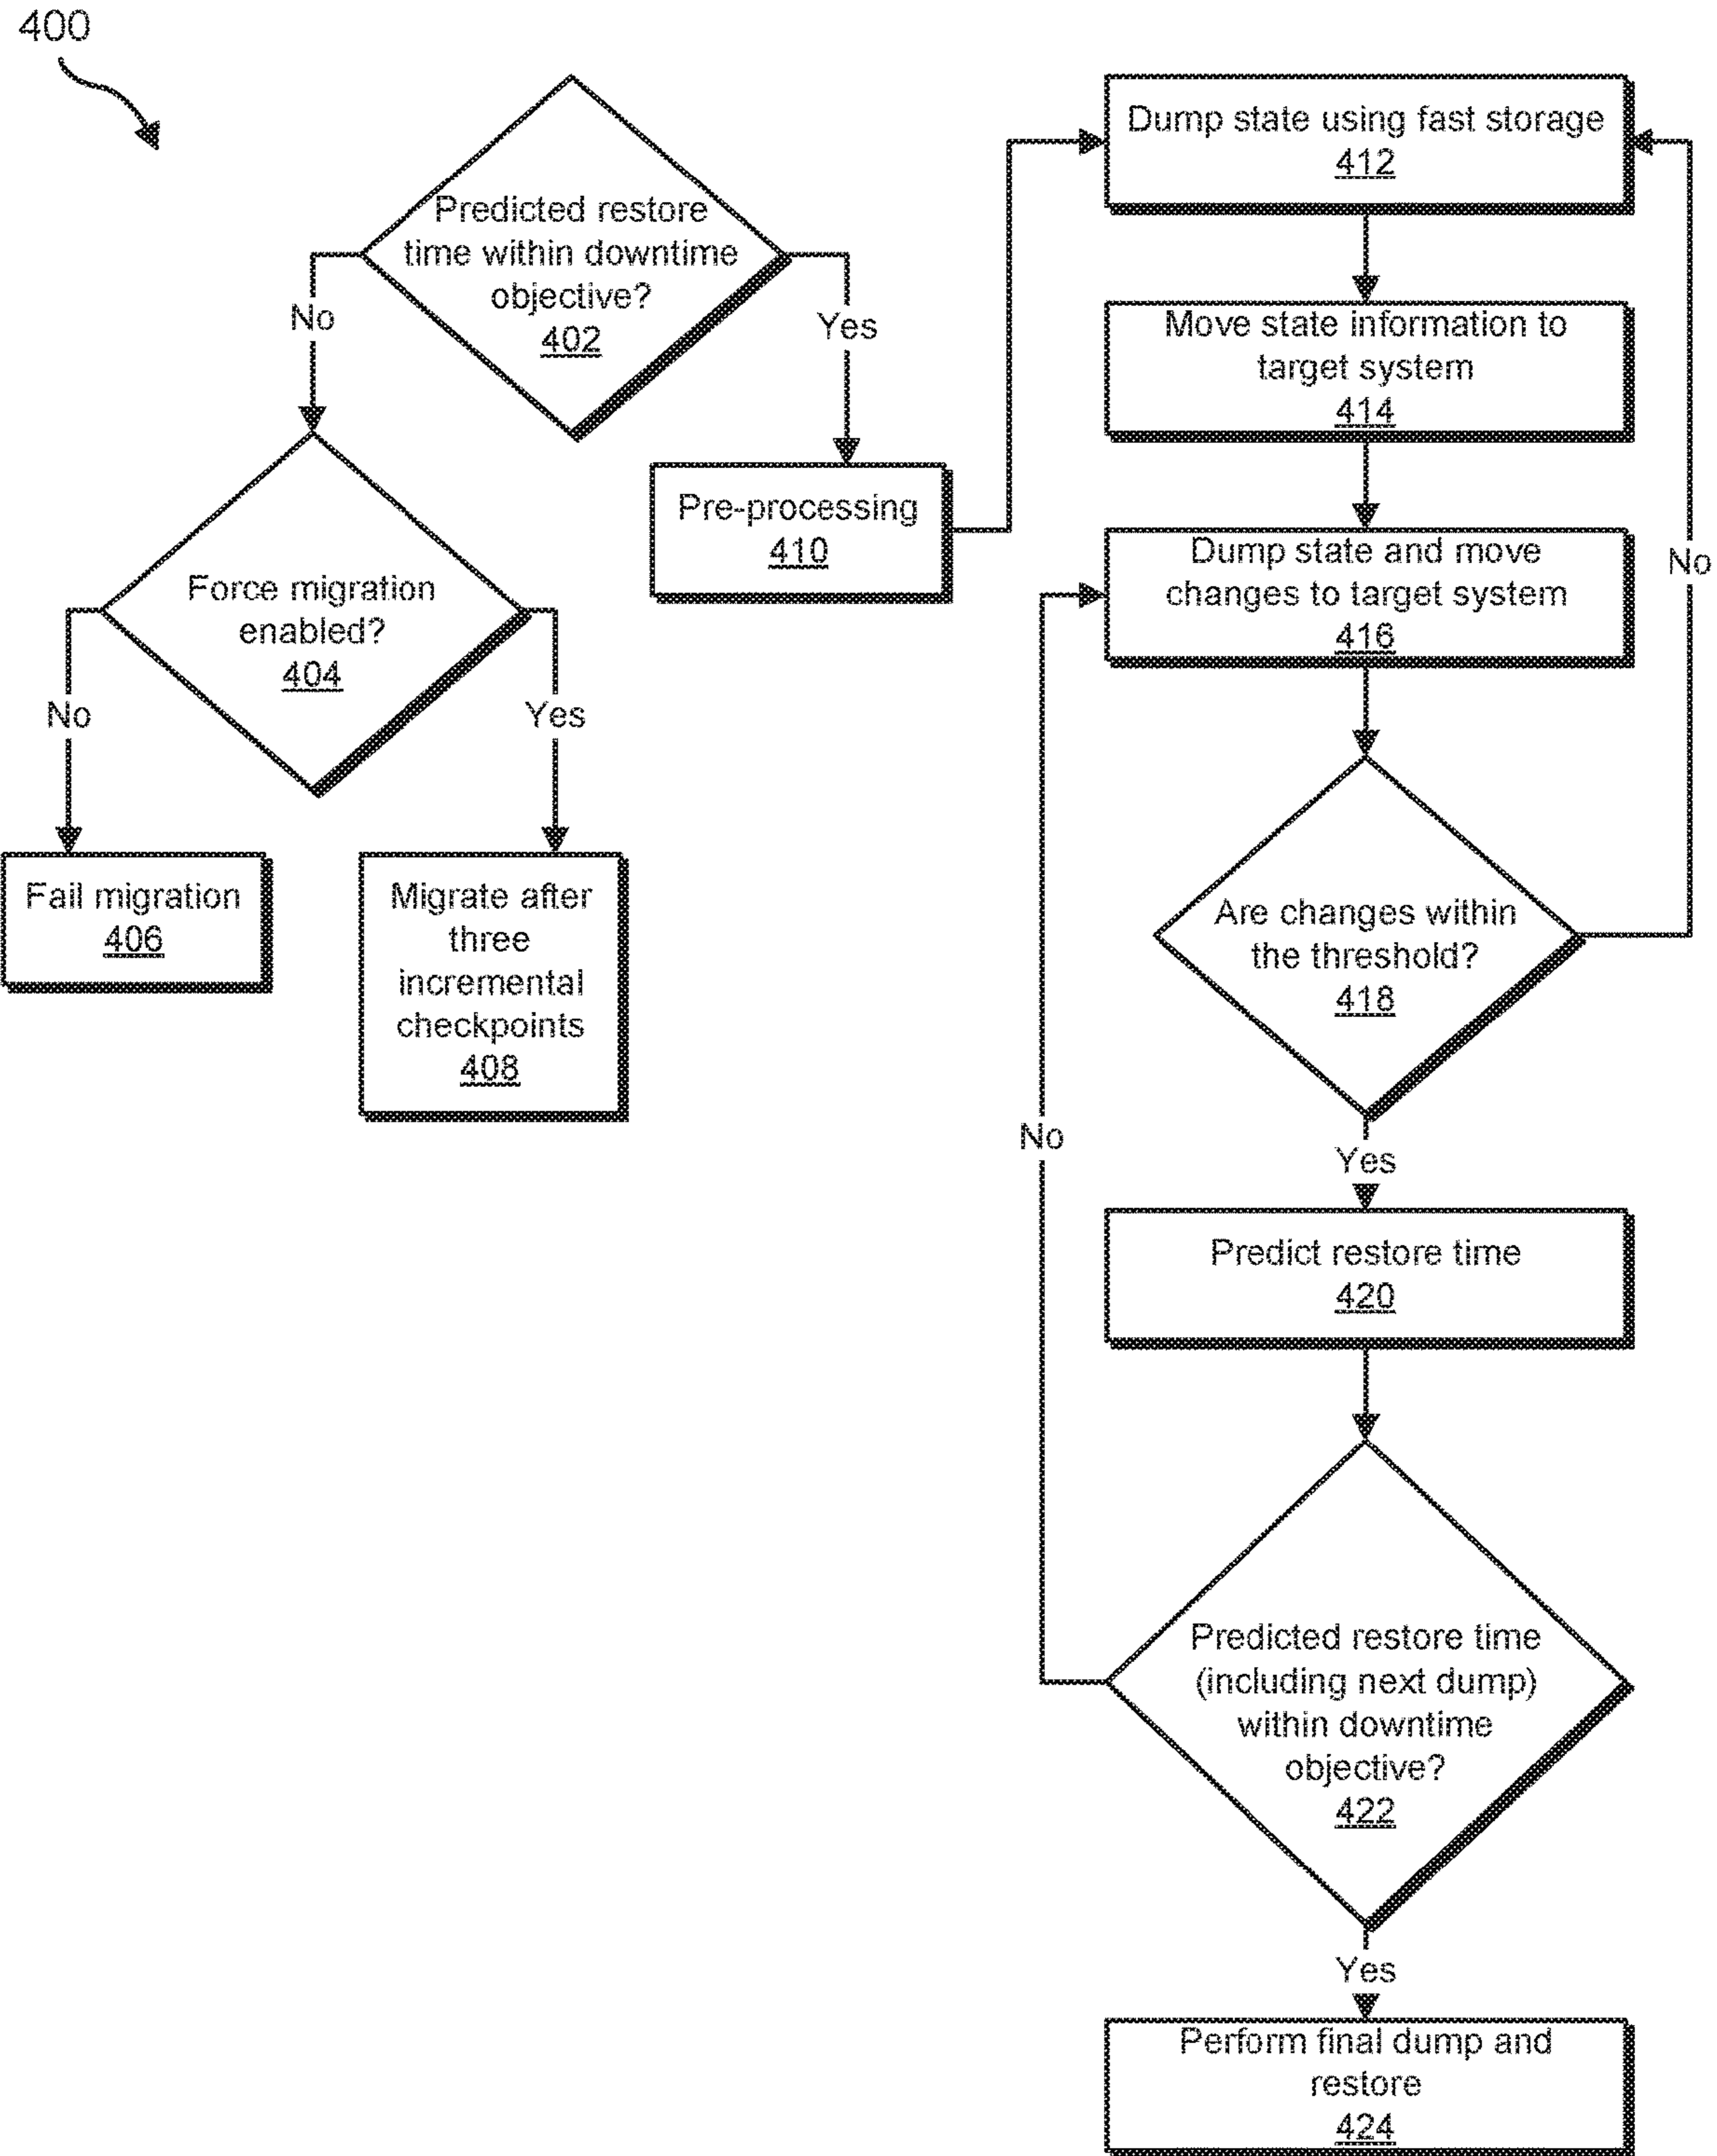 400
Predicted restore
time within downtime
objective?
402
No
Yes
Force migration
enabled?
404
No
Yes
Fail migration
406
Migrate after
three
incremental
checkpoints
408
Pre-processing
410
Dump state using fast storage
412
Move state information to
target system
414
Dump state and move
changes to target system
416
Are changes within
the threshold?
418
No
Yes
Predict restore time
420
Predicted restore time
(including next dump)
within downtime
objective?
422
No
Yes
Perform final dump and
restore
424